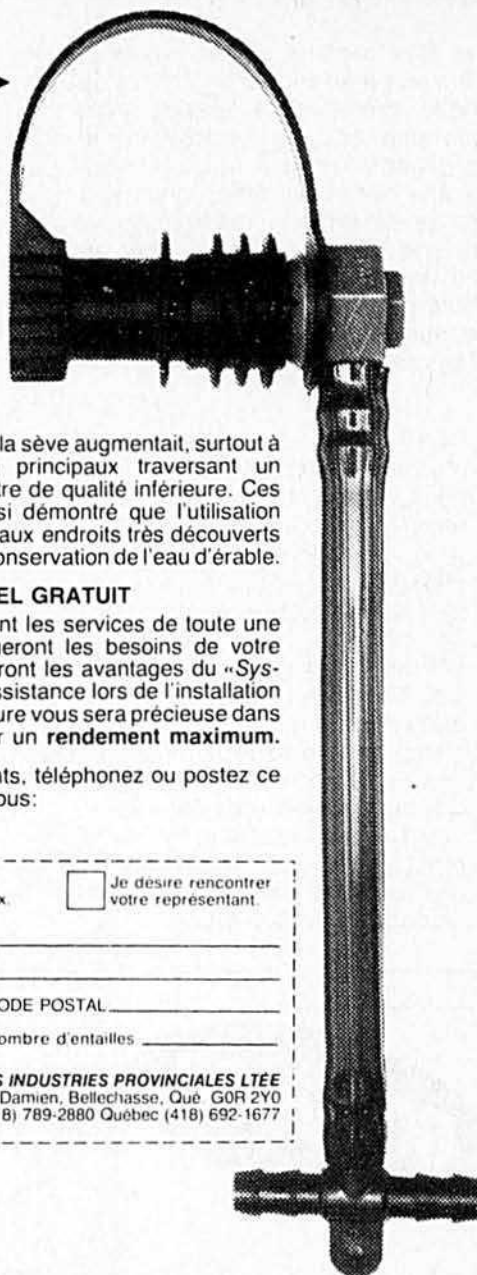 la sève augmentait, surtout à
principaux traversant un
tre de qualité inférieure. Ces
si démontré que l'utilisation
aux endroits très découverts
onservation de l'eau d'érable.
EL GRATUIT
nt les services de toute une
ueront les besoins de votre
eront les avantages du «Sys-
ssistance lors de l'installation
ure vous sera précieuse dans
r un rendement maximum.
nts, téléphonez ou postez ce
ous:
Je désire rencontrer
x. votre représentant.
ODE POSTAL
ombre d'entailles
S INDUSTRIES PROVINCIALES LTÉE
Damien, Bellechasse, Qué. G0R 2Y0
8) 789-2880 Québec (418) 692-1677